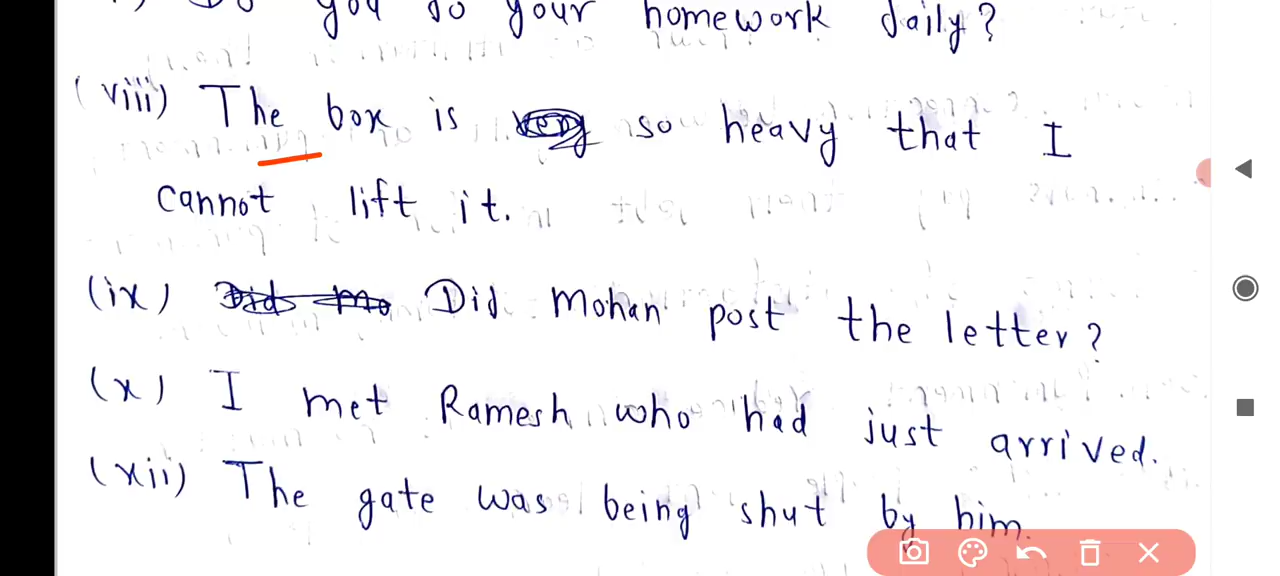 you do your homework daily?
(viii) The box is so heavy that I
cannot lift it.
(ix) Did Mohan post the letter?
(x) I met Ramesh who had just arrived.
(xii) The gate was being shut by him.